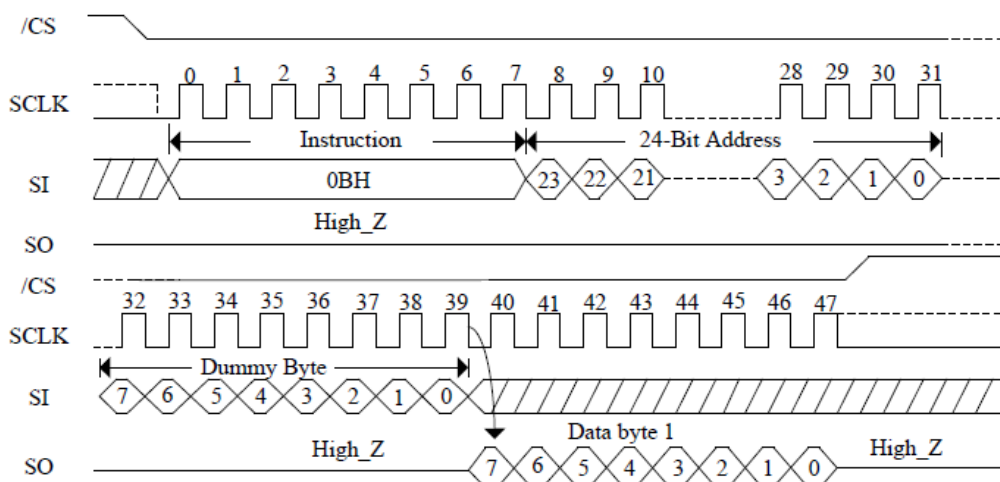 /CS
0 1 2 3 4 5 6 7 8 9 10 28 29 30 31
SCLK
Instruction 24-Bit Address
SI 0BH 23 22 21 3 2 1 0
High_Z
SO
/CS
32 33 34 35 36 37 38 39 40 41 42 43 44 45 46 47
SCLK
Dummy Byte
SI 7 6 5 4 3 2 1 0
Data byte 1
High_Z High_Z
SO 7 6 5 4 3 2 1 0